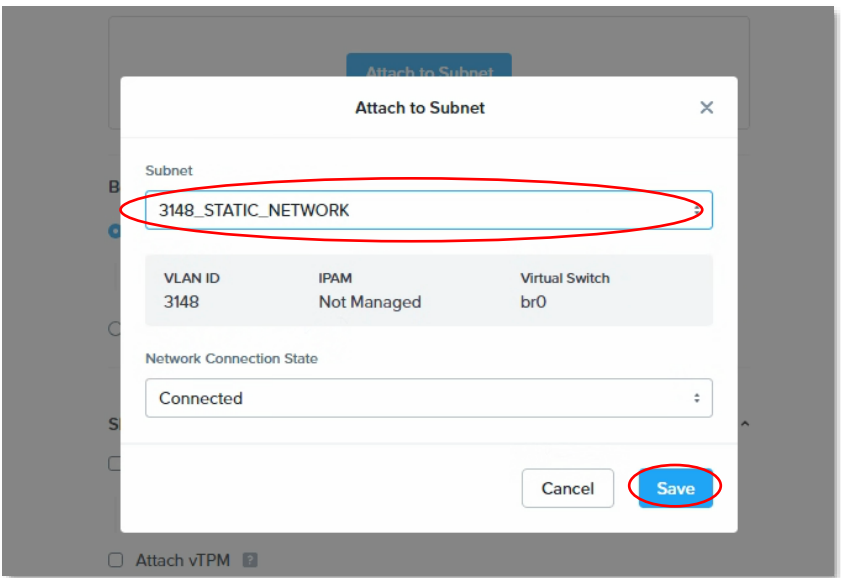 Attach to Subnet
Attach to Subnet
Subnet
B
3148_STATIC_NETWORK
VLAN ID IPAM Virtual Switch
3148 Not Managed br0
Network Connection State
Connected
S
Cancel Save
Attach vTPM ?